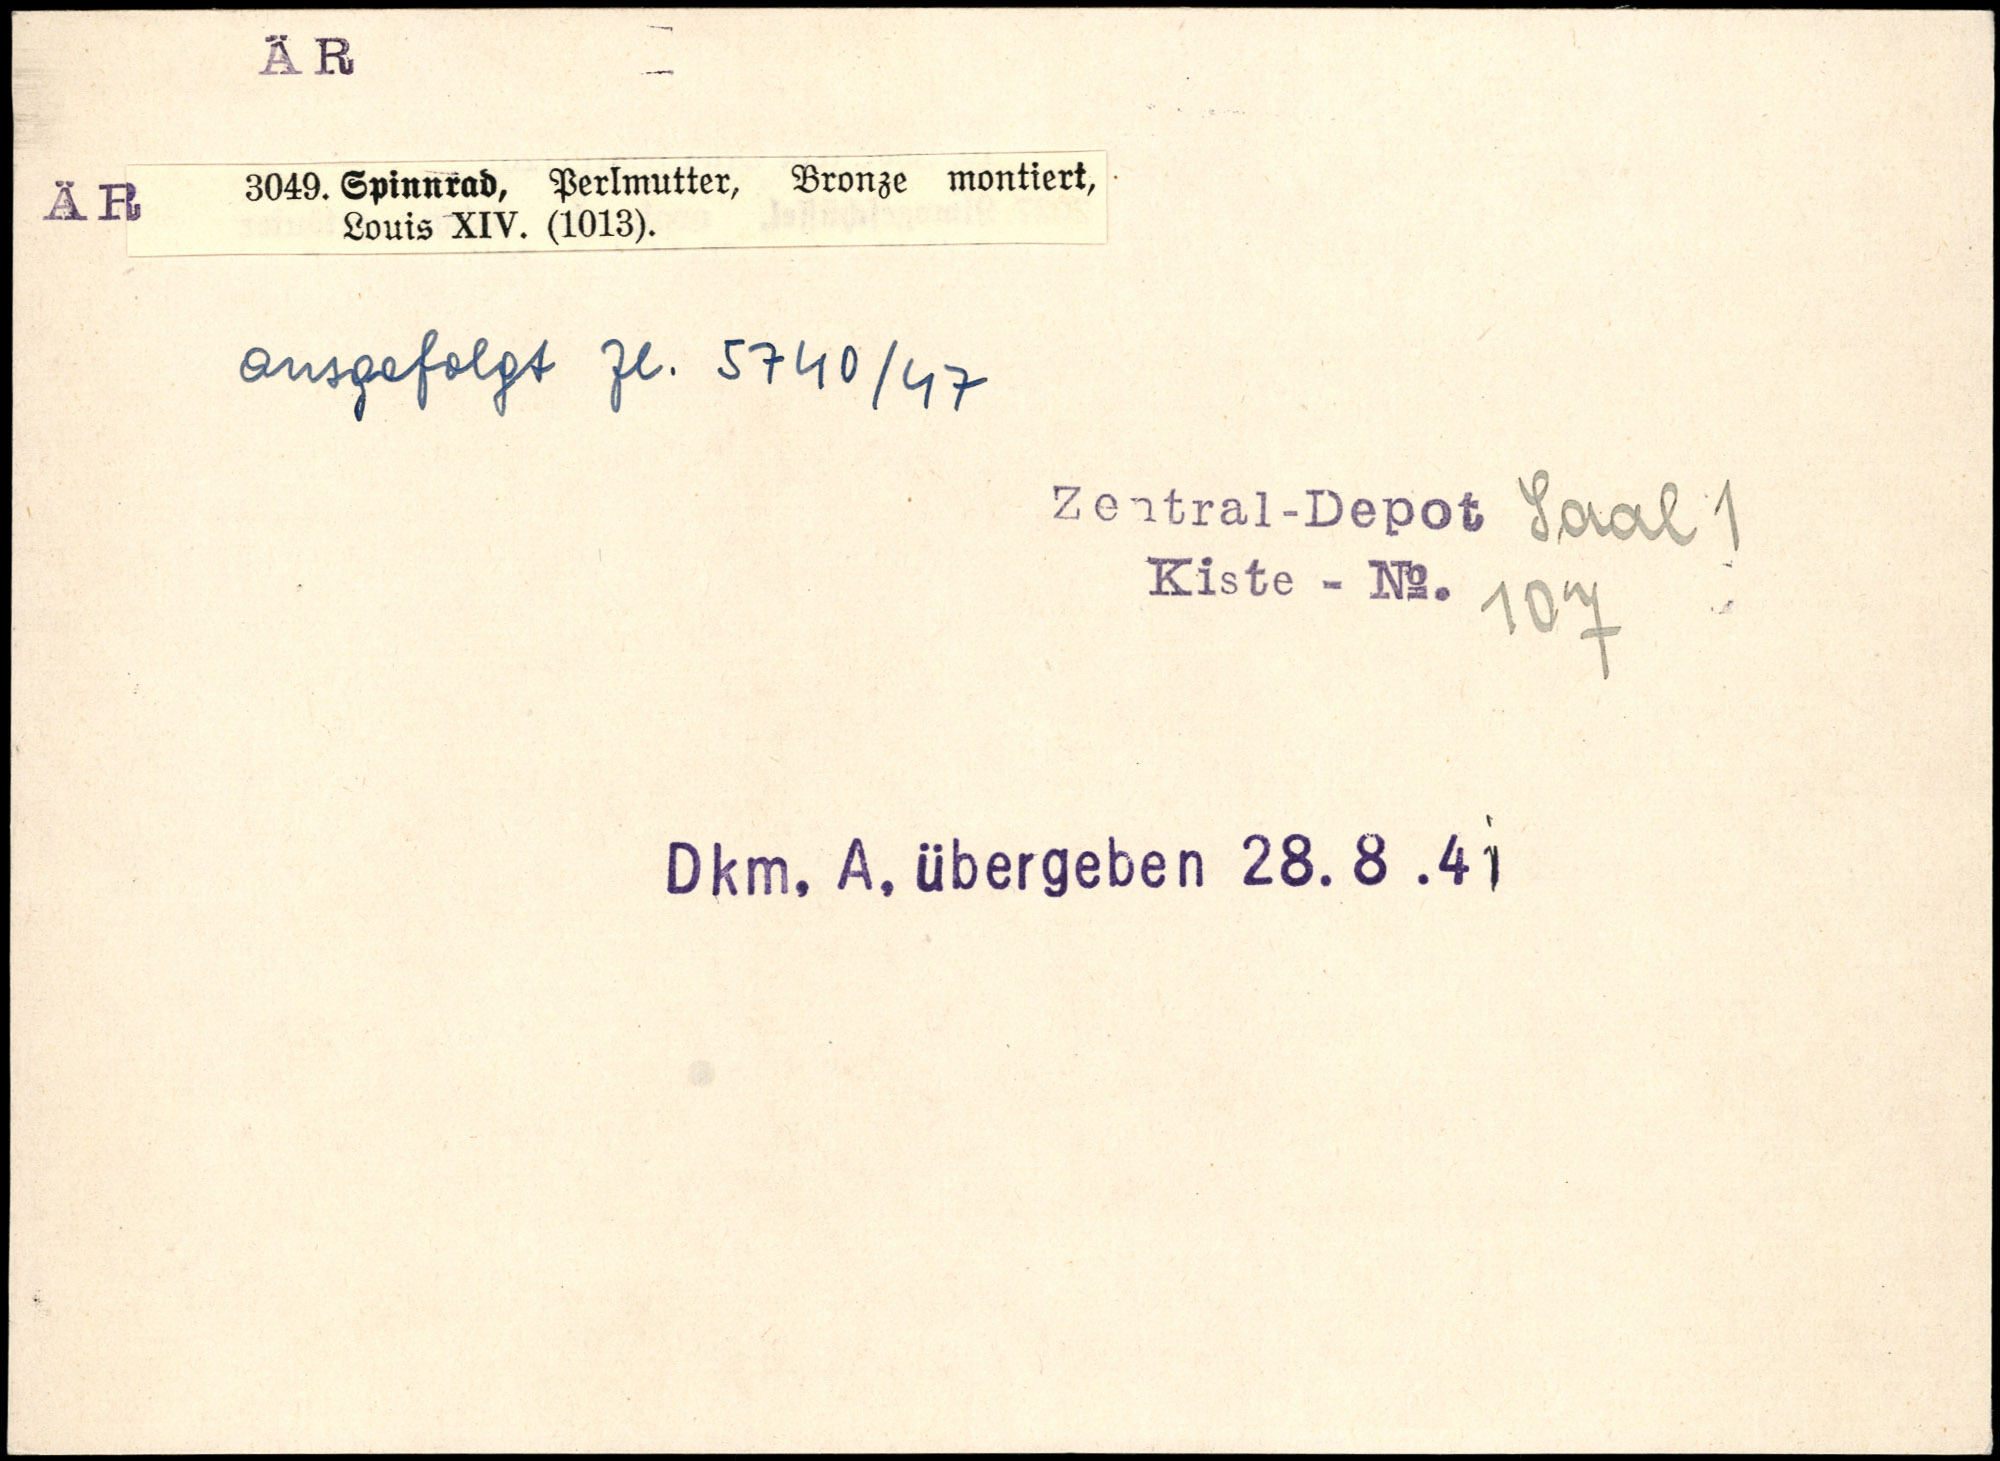 ÄR
ÄR
3049. Spinnrad, Perlmutter, Bronze montiert,
Louis XIV. (1013).
ausgefolgt Zl. 5740/47
Zentral-Depot Saal 1
Kiste - №. 107
Dkm. A. übergeben 28. 8 .41